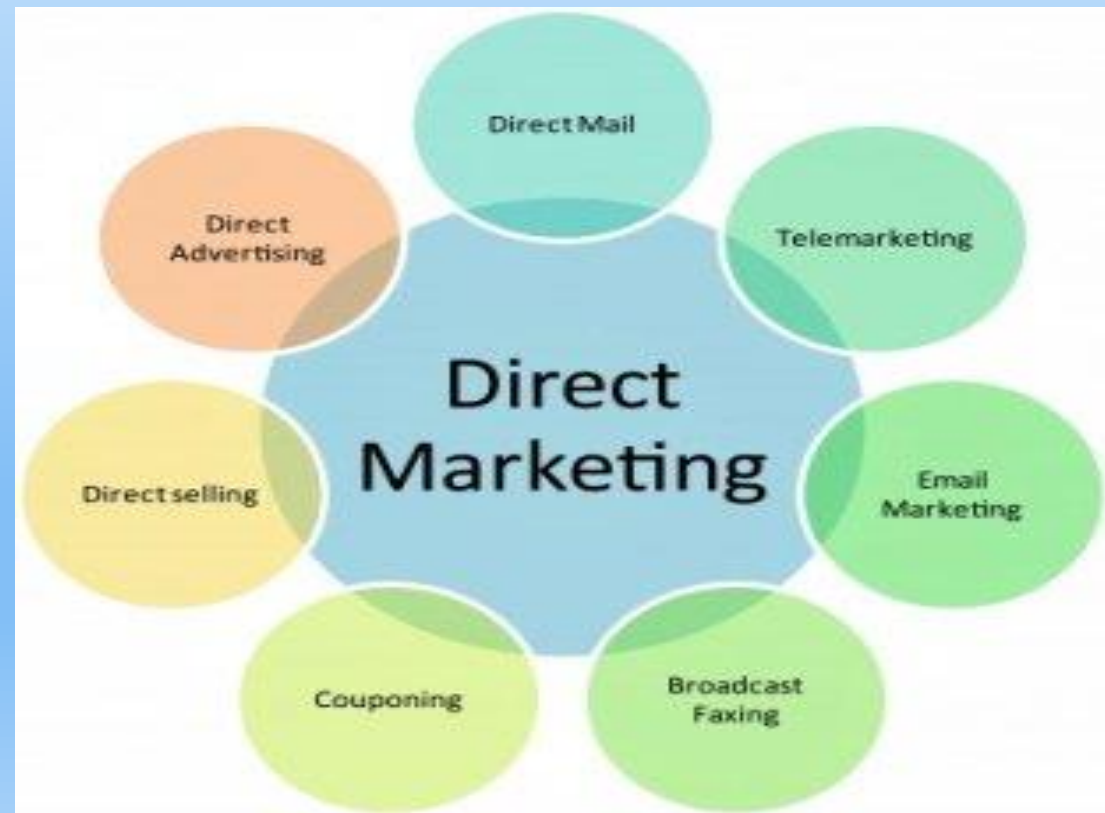 Direct Mail
Direct
Advertising
Telemarketing
Direct
Marketing
Direct selling
Email
Marketing
Couponing
Broadcast
Faxing